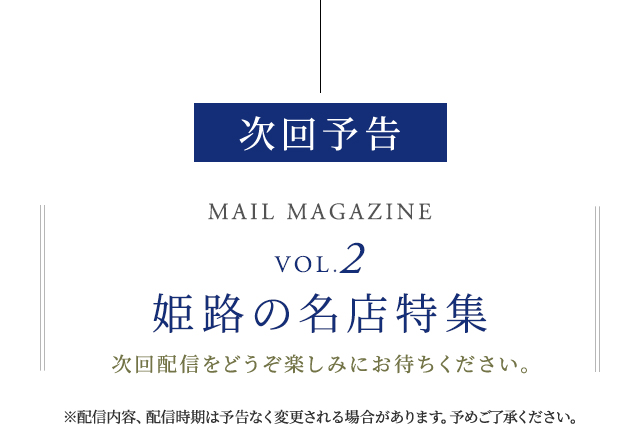 次回予告
MAIL MAGAZINE
VOL.2
姫路の名店特集
次回配信をどうぞ楽しみにお待ちください。
※配信内容、配信時期は予告なく変更される場合があります。予めご了承ください。